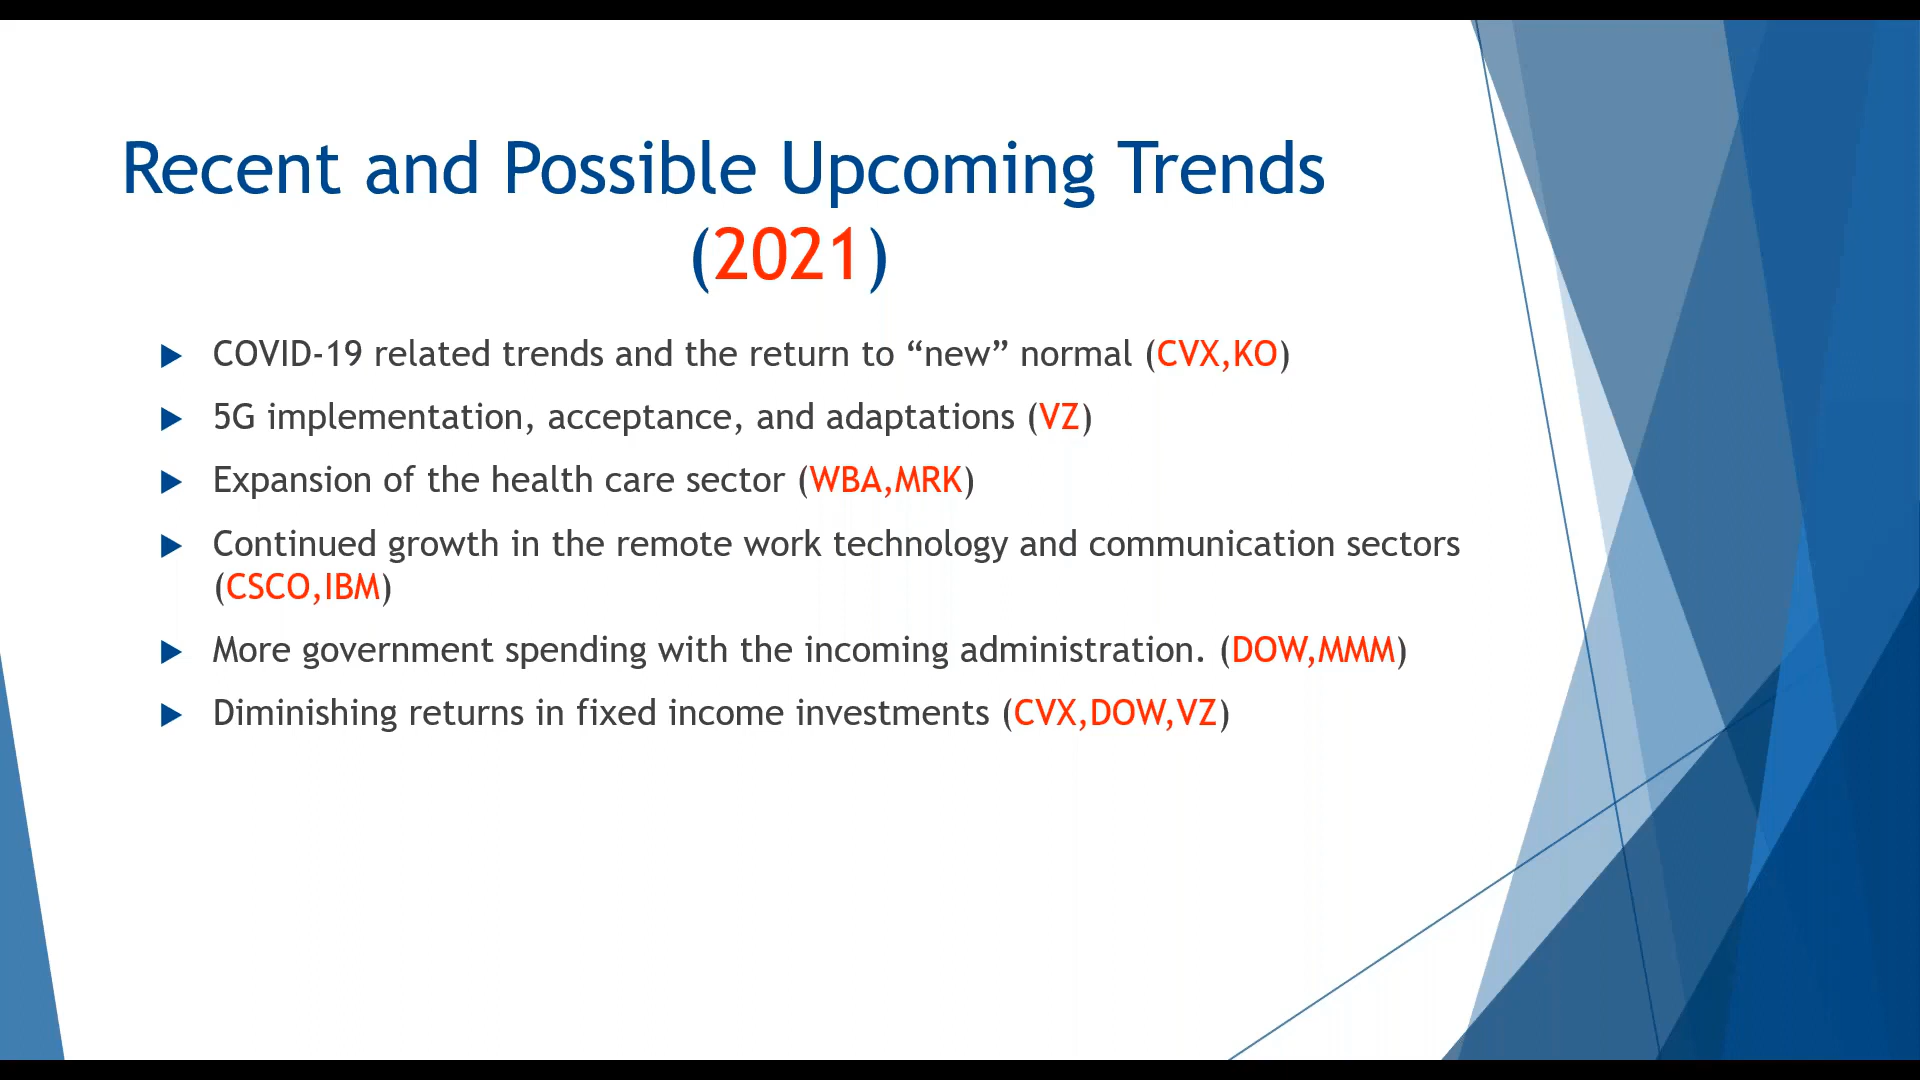 Recent and Possible Upcoming Trends
(2021)
COVID-19 related trends and the return to “new” normal (CVX,KO)
5G implementation, acceptance, and adaptations (VZ)
Expansion of the health care sector (WBA,MRK)
Continued growth in the remote work technology and communication sectors
(CSCO,IBM)
More government spending with the incoming administration. (DOW,MMM)
Diminishing returns in fixed income investments (CVX,DOW,VZ)